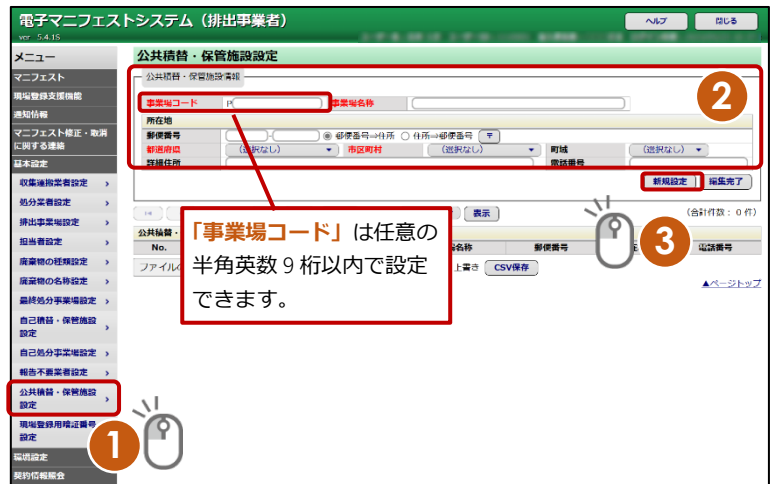 電子マニフェストシステム（排出事業者）
ver 5.4.1S
ヘルプ
閉じる
メニュー
マニフェスト
現場登録支援機能
通知情報
マニフェスト修正・取消
に関する連絡
基本設定
収集運搬業者設定 >
処分業者設定 >
排出事業場設定 >
担当者設定 >
廃棄物の種類設定 >
廃棄物の名称設定 >
最終処分事業場設定 >
自己積替・保管施設
設定 >
自己処分事業場設定 >
報告不要業者設定 >
公共積替・保管施設
設定 >
現場登録用暗証番号
設定
環境設定
契約情報照会
1
公共積替・保管施設設定
公共積替・保管施設情報
事業場コード P 事業場名称
所在地
郵便番号 - 郵便番号⇒住所 住所⇒郵便番号 〒
都道府県 （選択なし） 市区町村 （選択なし） 町域 （選択なし）
詳細住所 電話番号
2
新規設定 編集完了
3
表示 （合計件数：0 件）
公共積替・
No. 名称 郵便番号 電話番号
ファイル 上書き CSV保存
▲ページトップ
「事業場コード」は任意の
半角英数 9 桁以内で設定
できます。